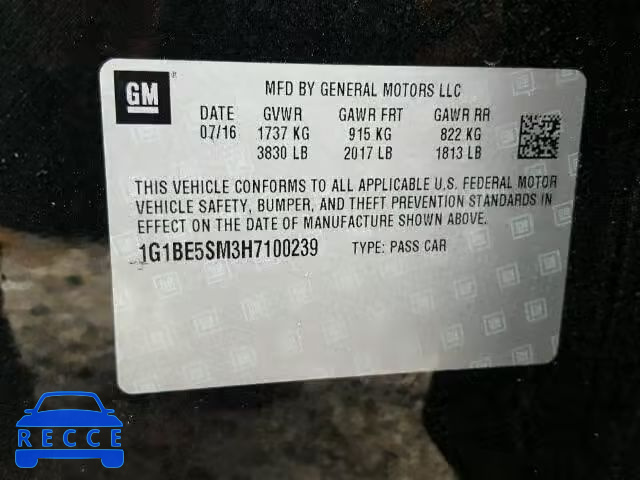 GM
MFD BY GENERAL MOTORS LLC
DATE GVWR GAWR FRT GAWR RR
07/16 1737 KG 915 KG 822 KG
3830 LB 2017 LB 1813 LB
THIS VEHICLE CONFORMS TO ALL APPLICABLE U.S. FEDERAL MOTOR
VEHICLE SAFETY, BUMPER, AND THEFT PREVENTION STANDARDS IN
EFFECT ON THE DATE OF MANUFACTURE SHOWN ABOVE.
1G1BE5SM3H7100239 TYPE: PASS CAR
RECCE